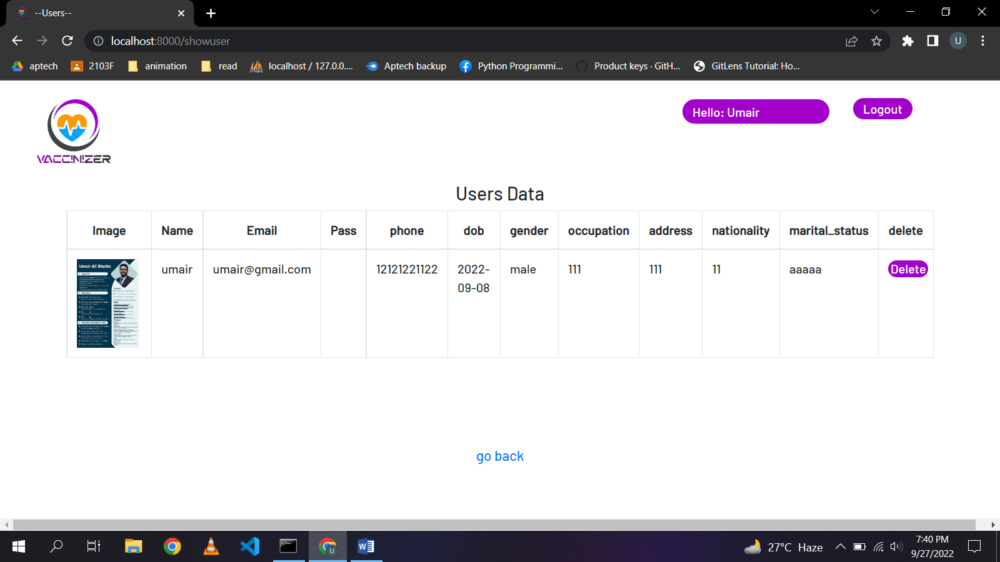 --Users--
localhost:8000/showuser
U
aptech
2103F
animation
read
localhost / 127.0.0....
Aptech backup
Python Programmi...
Product keys · GitH...
GitLens Tutorial: Ho...
VACC!N!ZER
Hello: Umair
Logout
Users Data
Image Name Email Pass phone dob gender occupation address nationality marital_status delete
Umair Ali Bhutto
umair umair@gmail.com 12121221122 2022- male 111 111 11 aaaaa Delete
09-08
go back
27°C Haze
7:40 PM
9/27/2022